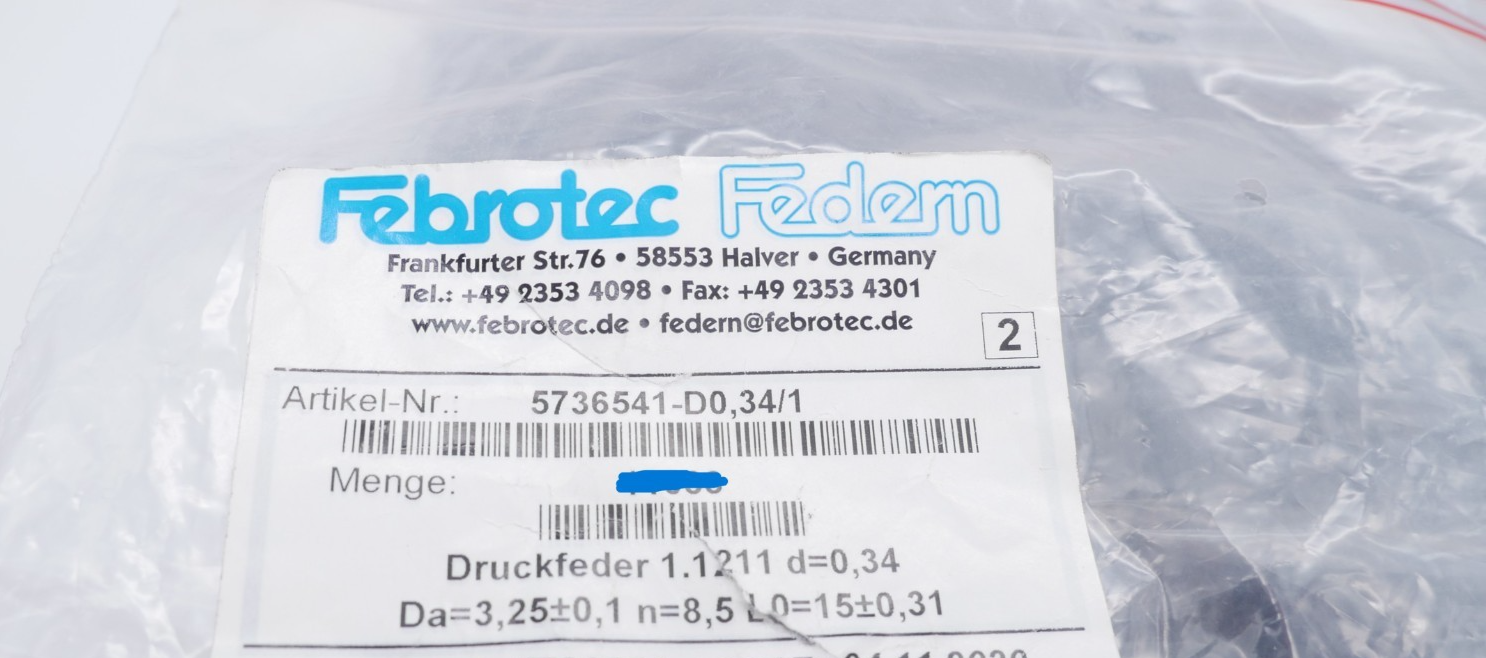 Febrotec Federn
Frankfurter Str.76 • 58553 Halver • Germany
Tel.: +49 2353 4098 • Fax: +49 2353 4301
www.febrotec.de • federn@febrotec.de
2
Artikel-Nr.: 5736541-D0,34/1
Menge:
Druckfeder 1.1211 d=0,34
Da=3,25±0,1 n=8,5 L0=15±0,31